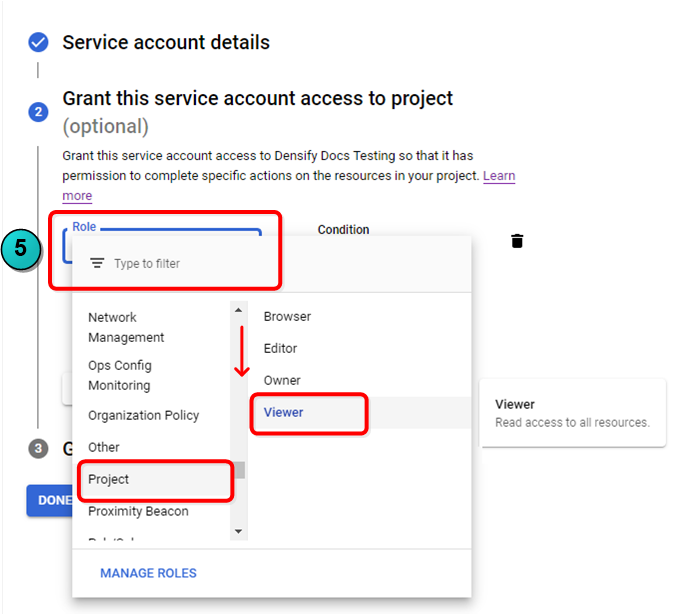 Service account details
2
Grant this service account access to project
(optional)
Grant this service account access to Densify Docs Testing so that it has
permission to complete specific actions on the resources in your project. Learn
more
5
Role
Condition
Type to filter
Network
Management
Ops Config
Monitoring
Organization Policy
Other
Project
Proximity Beacon
Browser
Editor
Owner
Viewer
Viewer
Read access to all resources.
3
G
DONE
MANAGE ROLES